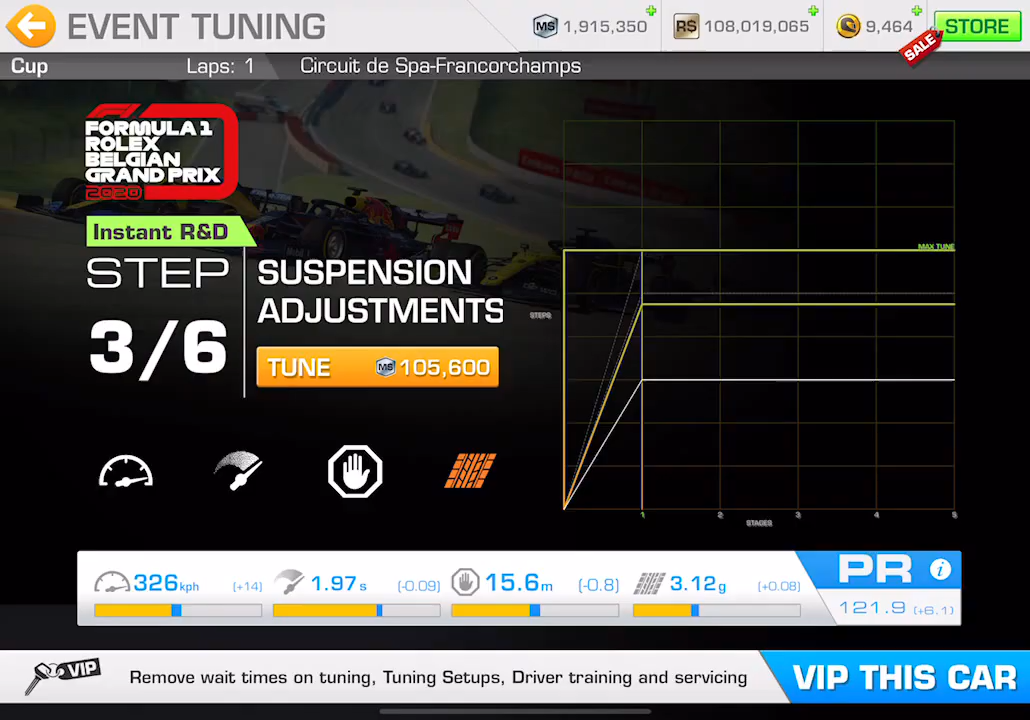 EVENT TUNING
MS 1,915,350
R$ 108,019,065
9,464
STORE
SALE
Cup
Laps: 1
Circuit de Spa-Francorchamps
FORMULA 1
ROLEX
BELGIAN
GRAND PRIX
2020
Instant R&D
STEP
3/6
SUSPENSION
ADJUSTMENTS
TUNE MS 105,600
MAX TUNE
STEPS
1 2 3 4 5
STAGES
326kph (+14)
1.97s (-0.09)
15.6m (-0.8)
3.12g (+0.08)
PR i
121.9 (+6.1)
VIP
Remove wait times on tuning, Tuning Setups, Driver training and servicing
VIP THIS CAR